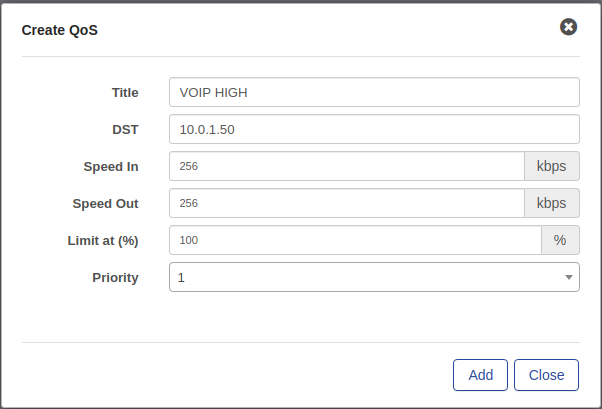 Create QoS
Title VOIP HIGH
DST 10.0.1.50
Speed In 256 kbps
Speed Out 256 kbps
Limit at (%) 100 %
Priority 1
Add Close